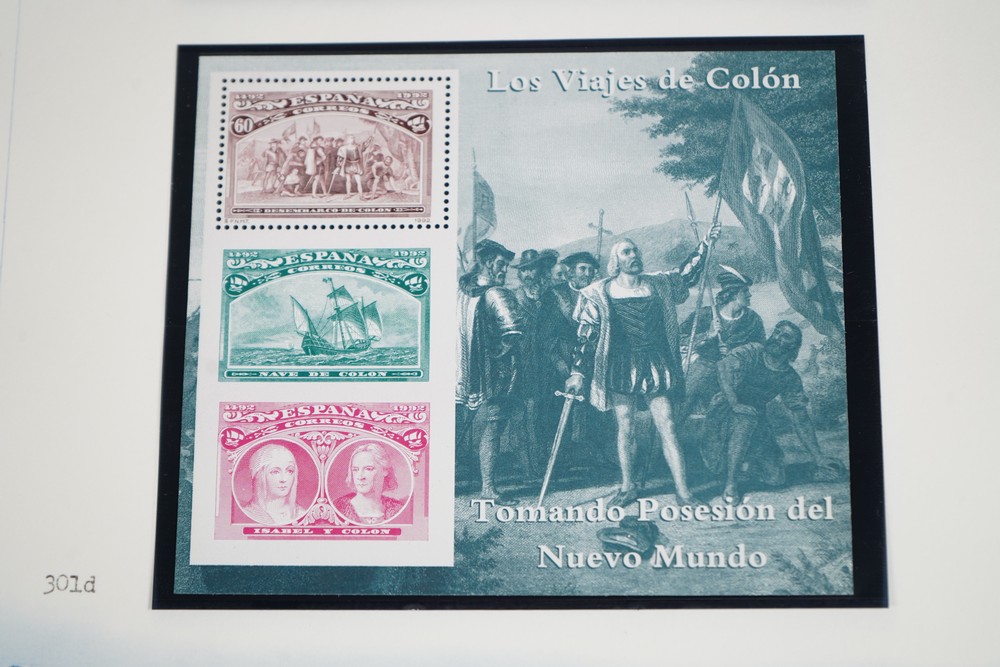 Los Viajes de Colón
1492 1992
ESPAÑA
CORREOS
60
DESEMBARCO DE COLON
1992
1492 1992
ESPAÑA
CORREOS
NAVE DE COLON
1492 1992
ESPAÑA
CORREOS
ISABEL Y COLON
Tomando Posesión del
Nuevo Mundo
301d